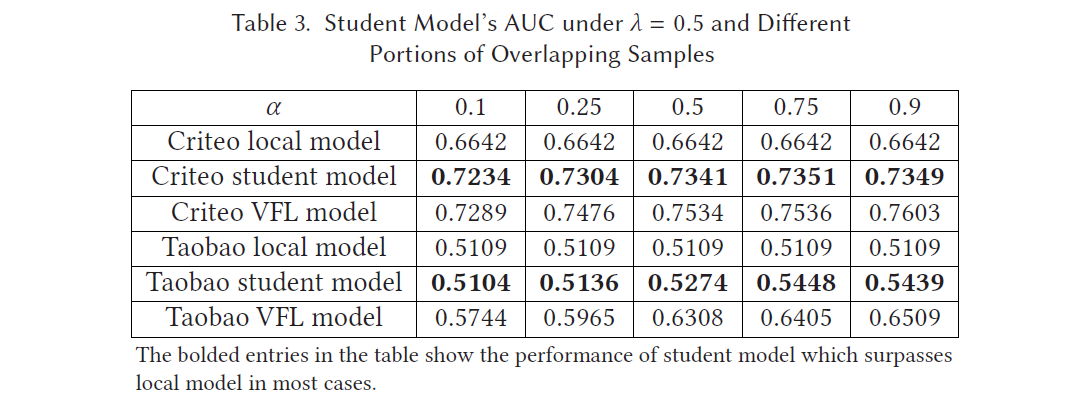 Table 3. Student Model's AUC under λ = 0.5 and Different
Portions of Overlapping Samples
α 0.1 0.25 0.5 0.75 0.9
Criteo local model 0.6642 0.6642 0.6642 0.6642 0.6642
Criteo student model 0.7234 0.7304 0.7341 0.7351 0.7349
Criteo VFL model 0.7289 0.7476 0.7534 0.7536 0.7603
Taobao local model 0.5109 0.5109 0.5109 0.5109 0.5109
Taobao student model 0.5104 0.5136 0.5274 0.5448 0.5439
Taobao VFL model 0.5744 0.5965 0.6308 0.6405 0.6509
The bolded entries in the table show the performance of student model which surpasses
local model in most cases.